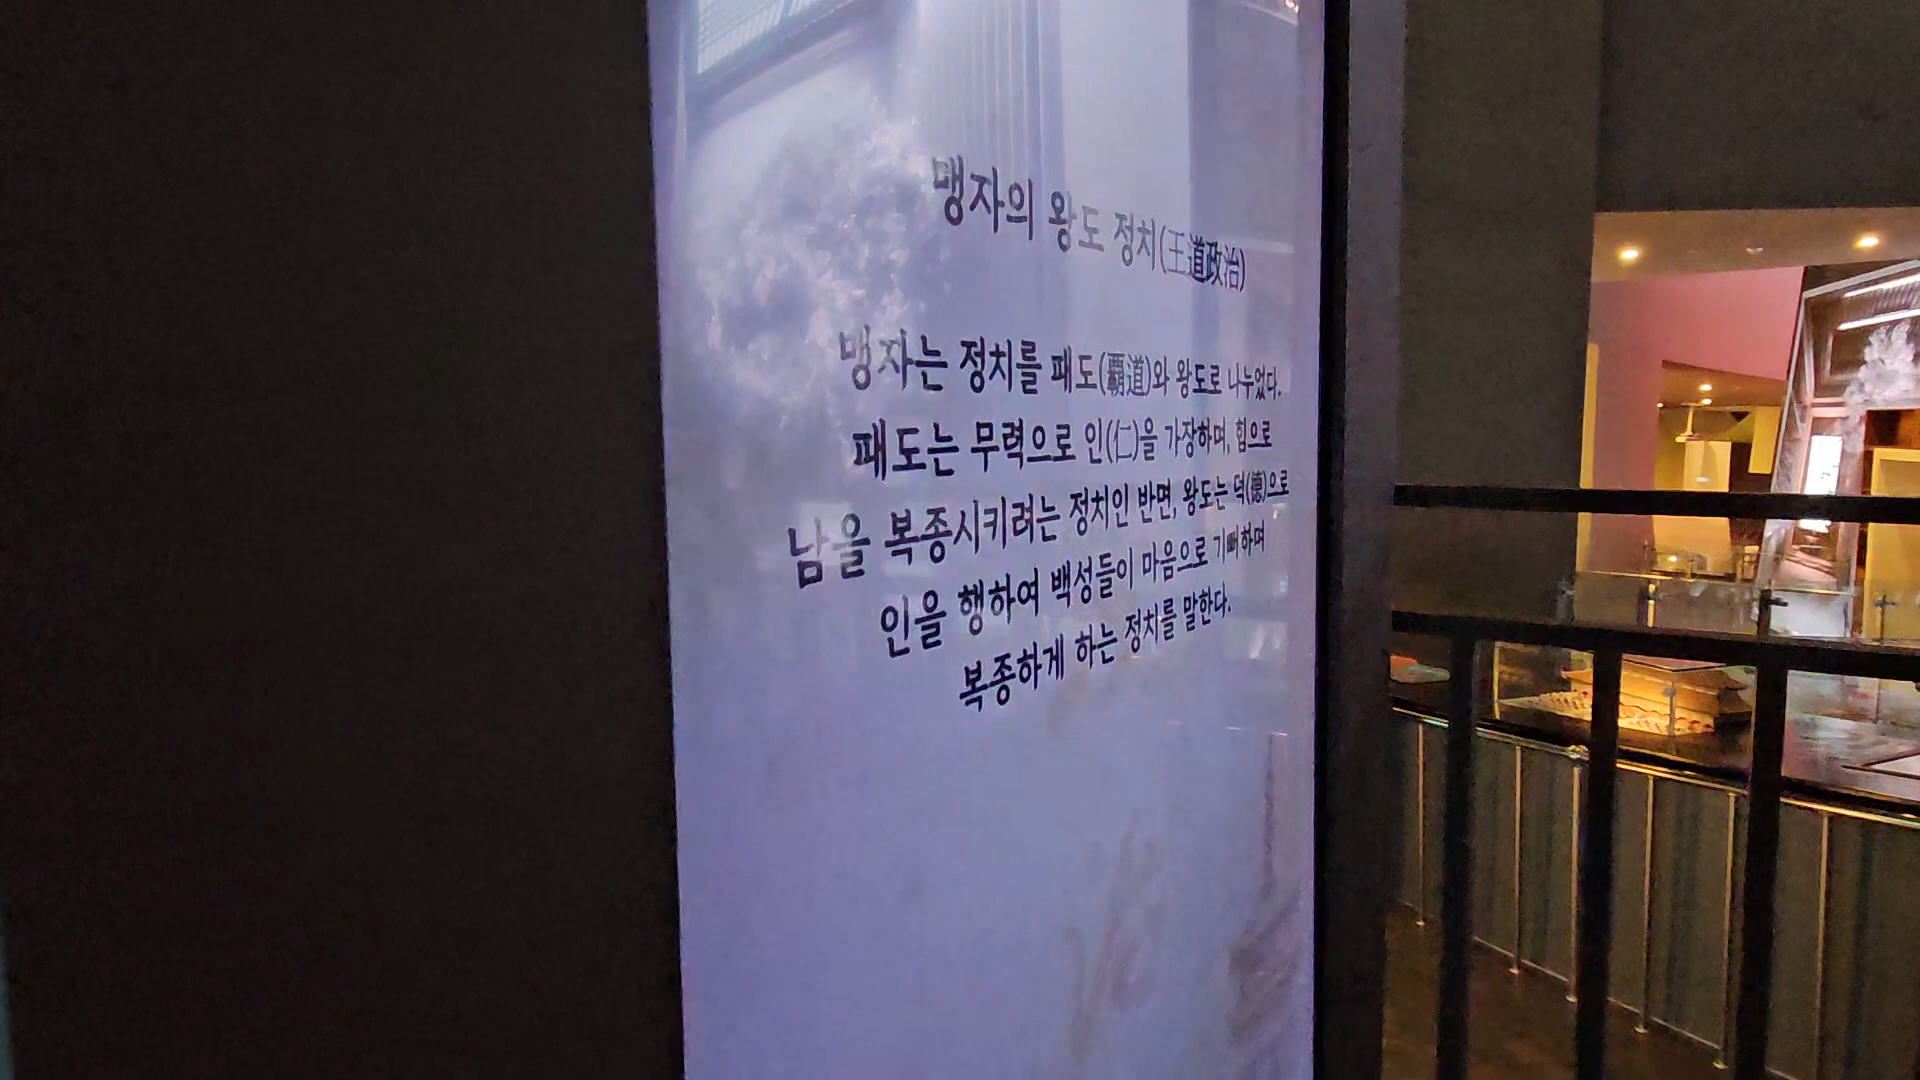 맹자의 왕도 정치(王道政治)
맹자는 정치를 패도(覇道)와 왕도로 나누었다.
패도는 무력으로 인(仁)을 가장하며, 힘으로
남을 복종시키려는 정치인 반면, 왕도는 덕(德)으로
인을 행하여 백성들이 마음으로 기뻐하며
복종하게 하는 정치를 말한다.